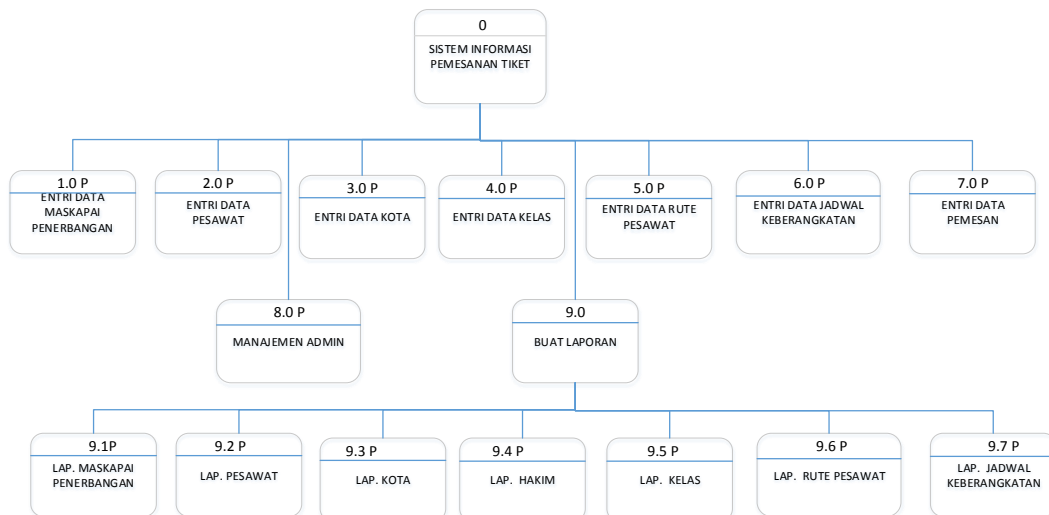 0
SISTEM INFORMASI
PEMESANAN TIKET
1.0 P
ENTRI DATA
MASKAPAI
PENERBANGAN
2.0 P
ENTRI DATA
PESAWAT
3.0 P
ENTRI DATA KOTA
4.0 P
ENTRI DATA KELAS
5.0 P
ENTRI DATA RUTE
PESAWAT
6.0 P
ENTRI DATA JADWAL
KEBERANGKATAN
7.0 P
ENTRI DATA
PEMESAN
8.0 P
MANAJEMEN ADMIN
9.0
BUAT LAPORAN
9.1P
LAP. MASKAPAI
PENERBANGAN
9.2 P
LAP. PESAWAT
9.3 P
LAP. KOTA
9.4 P
LAP. HAKIM
9.5 P
LAP. KELAS
9.6 P
LAP. RUTE PESAWAT
9.7 P
LAP. JADWAL
KEBERANGKATAN